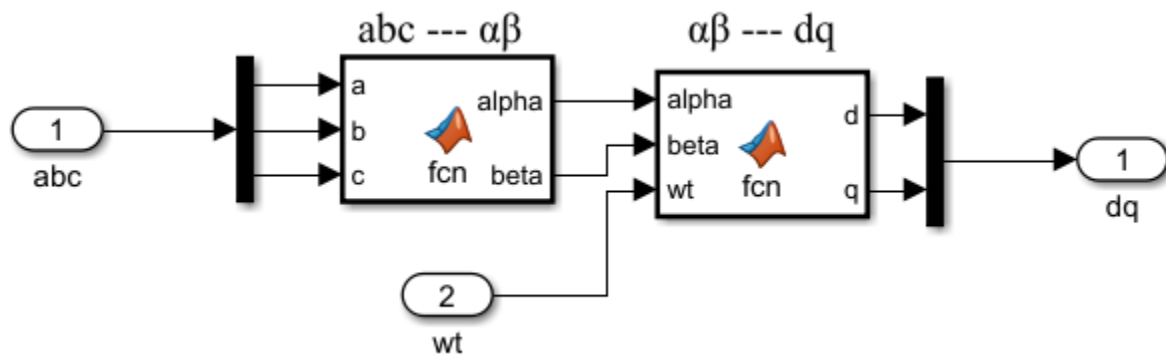 abc --- αβ
αβ --- dq
1
abc
a
b
c
alpha
beta
fcn
alpha
beta
wt
d
q
fcn
1
dq
2
wt